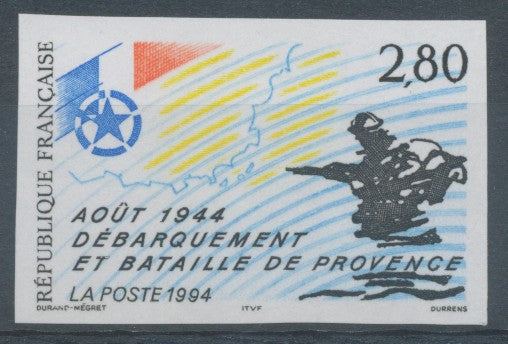 RÉPUBLIQUE FRANÇAISE
2,80
AOÛT 1944
DÉBARQUEMENT
ET BATAILLE DE PROVENCE
LA POSTE 1994
DURAND-MÉGRET ITVF DURRENS